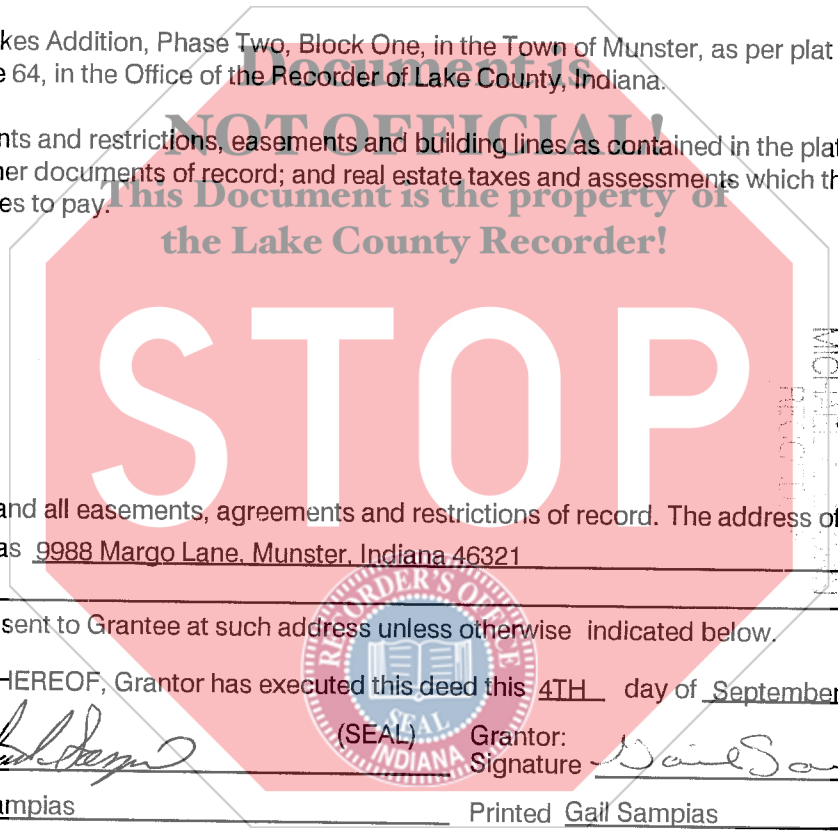 kes Addition, Phase Two, Block One, in the Town of Munster, as per plat
64, in the Office of the Recorder of Lake County, Indiana.
Document is
NOT OFFICIAL!
nts and restrictions, easements and building lines as contained in the plat
ner documents of record; and real estate taxes and assessments which th
es to pay.
This Document is the property of
the Lake County Recorder!
STOP
and all easements, agreements and restrictions of record. The address of
as 9988 Margo Lane, Munster, Indiana 46321
RECORDER'S OFFICE
SEAL
INDIANA
sent to Grantee at such address unless otherwise indicated below.
HEREOF, Grantor has executed this deed this 4TH day of September
(SEAL) Grantor:
Signature
ampias Printed Gail Sampias